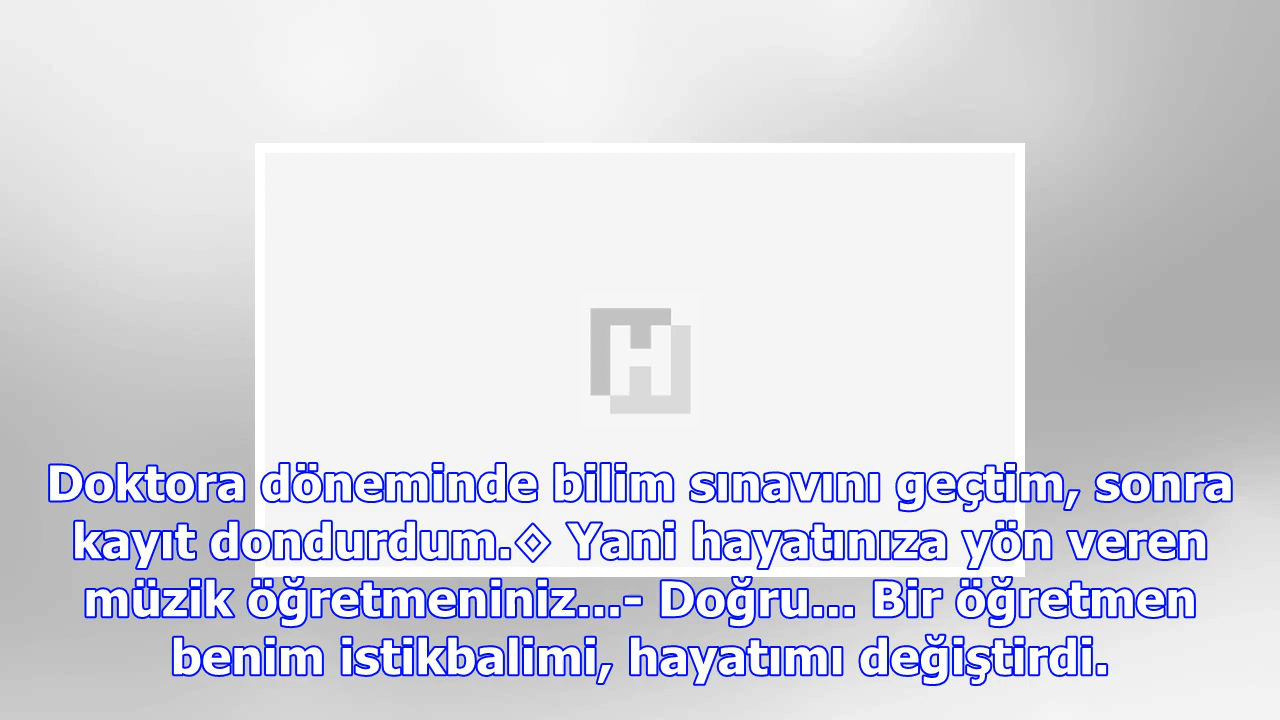 Doktora döneminde bilim sınavını geçtim, sonra
kayıt dondurdum.◇ Yani hayatınıza yön veren
müzik öğretmeniniz...- Doğru... Bir öğretmen
benim istikbalimi, hayatımı değiştirdi.